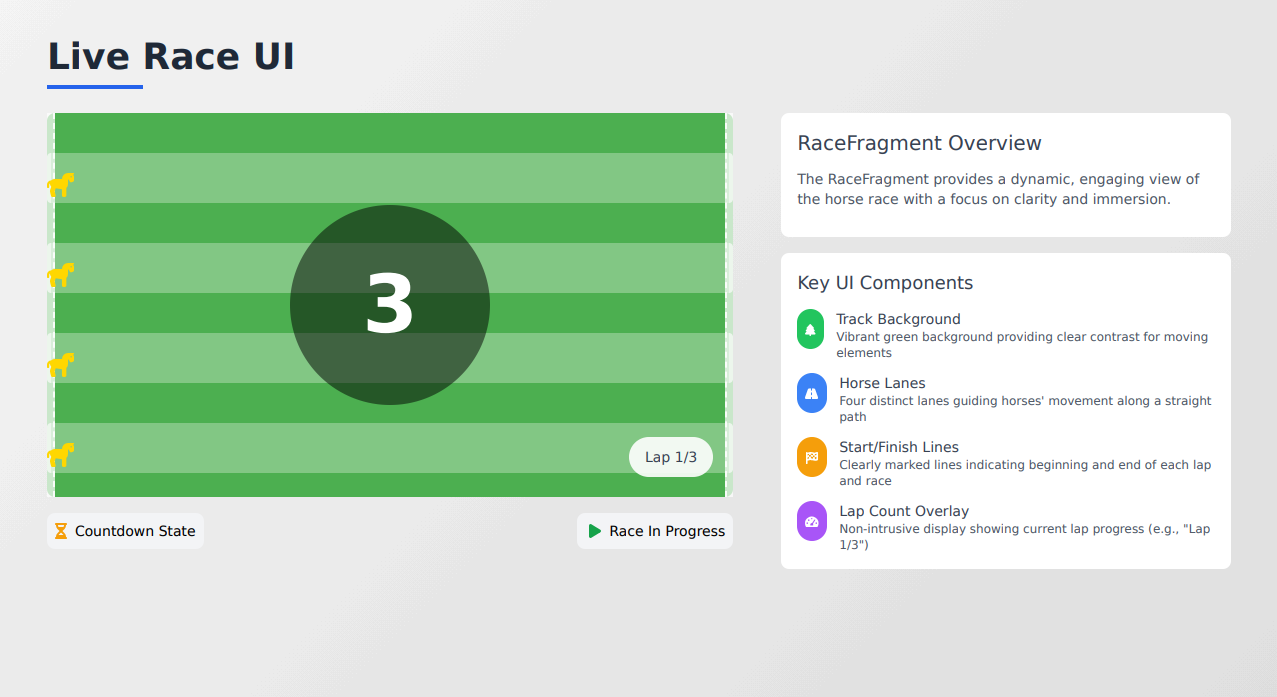 Live Race UI
3
Lap 1/3
Countdown State
Race In Progress
RaceFragment Overview
The RaceFragment provides a dynamic, engaging view of
the horse race with a focus on clarity and immersion.
Key UI Components
Track Background
Vibrant green background providing clear contrast for moving
elements
Horse Lanes
Four distinct lanes guiding horses' movement along a straight
path
Start/Finish Lines
Clearly marked lines indicating beginning and end of each lap
and race
Lap Count Overlay
Non-intrusive display showing current lap progress (e.g., "Lap
1/3")